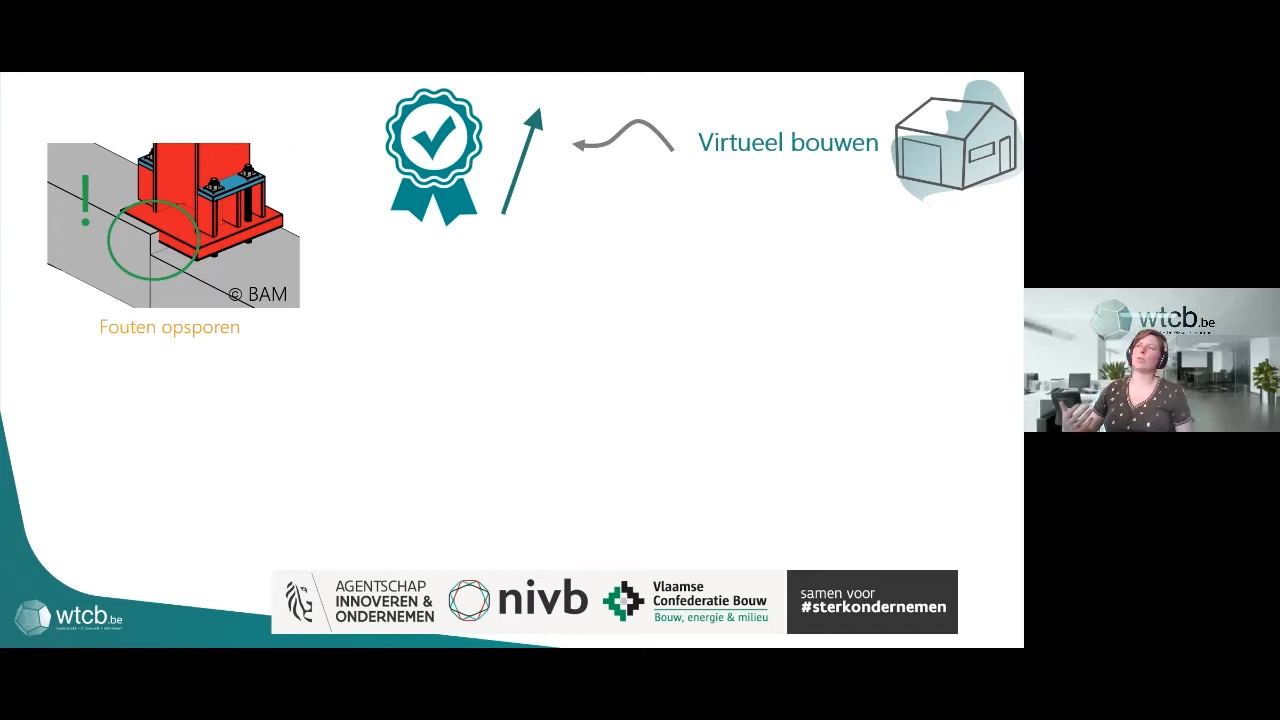 Virtueel bouwen
!
© BAM
Fouten opsporen
wtcb.be
AGENTSCHAP
INNOVEREN &
ONDERNEMEN
nivb
Vlaamse
Confederatie Bouw
Bouw, energie & milieu
samen voor
#sterkondernemen
wtcb.be